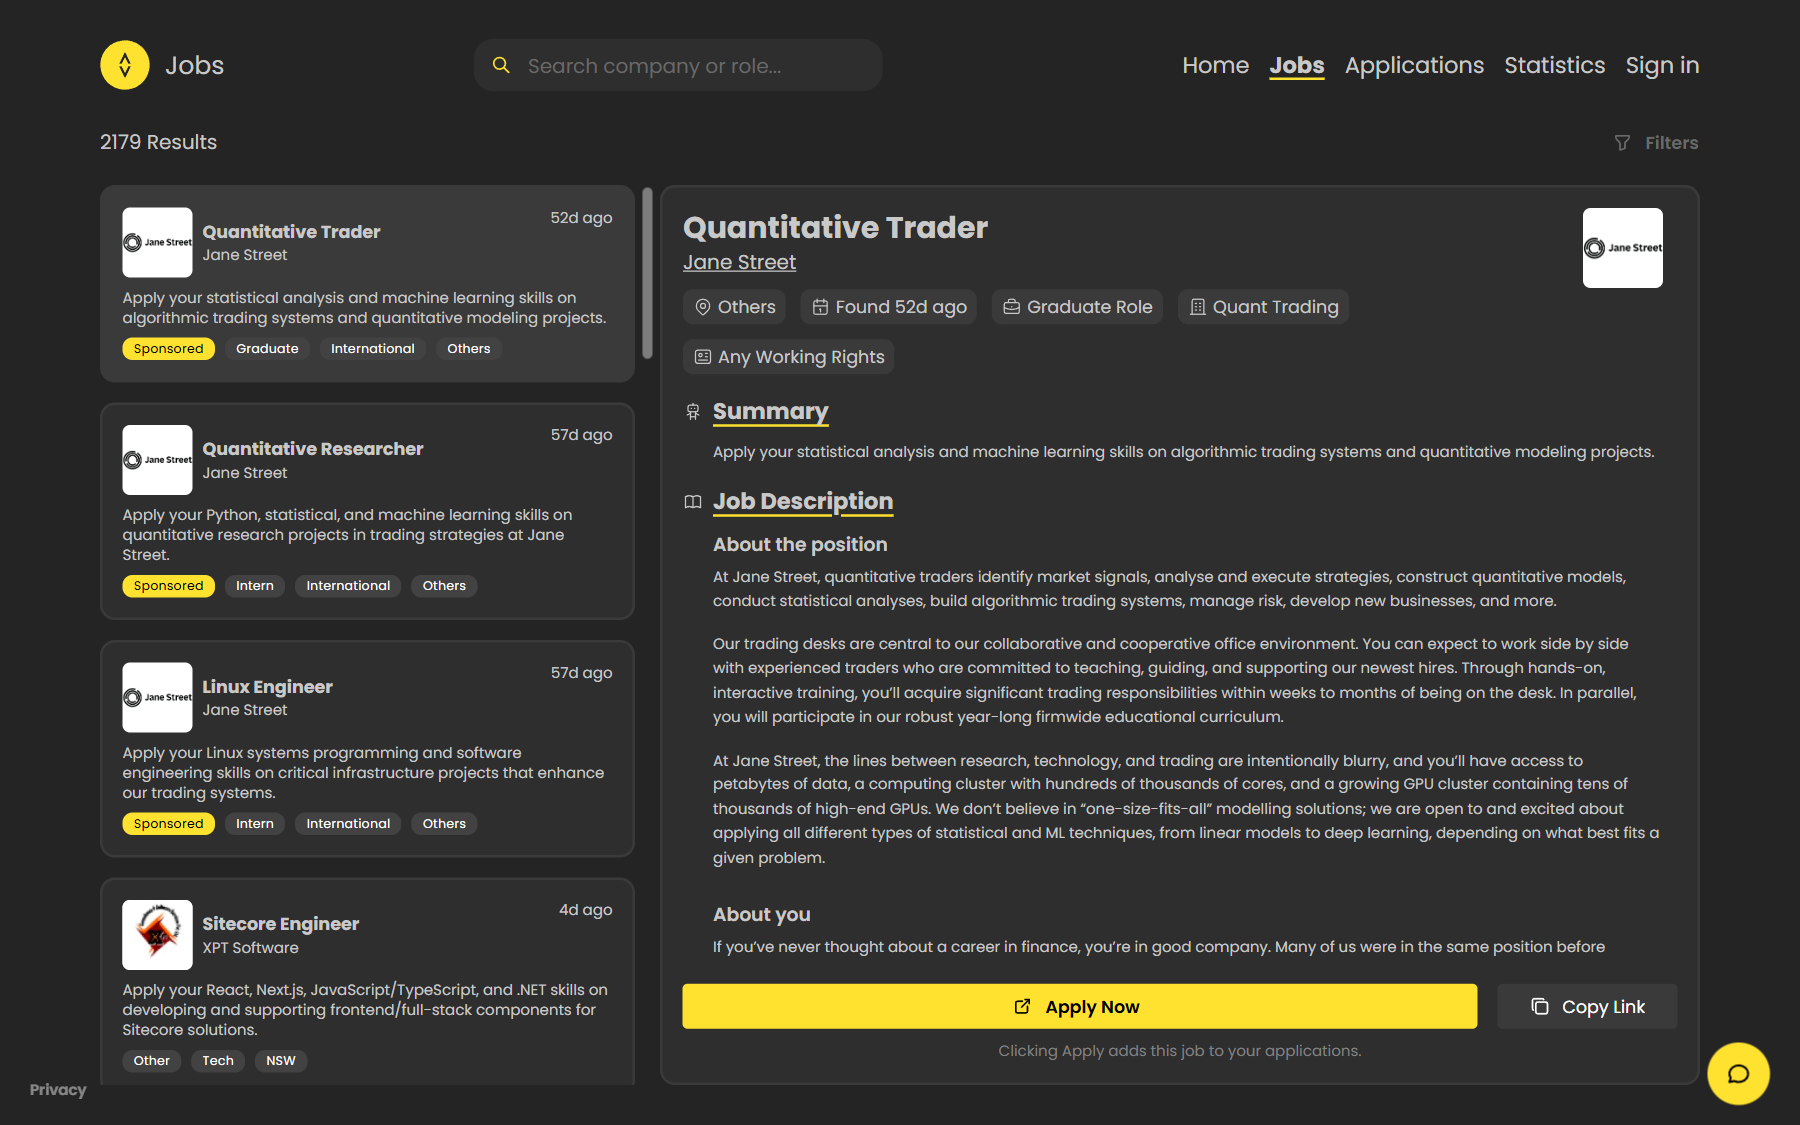 Jobs
Search company or role...
Home Jobs Applications Statistics Sign in
2179 Results
Filters
Jane Street
Quantitative Trader
Jane Street
52d ago
Apply your statistical analysis and machine learning skills on
algorithmic trading systems and quantitative modeling projects.
Sponsored Graduate International Others
Jane Street
Quantitative Researcher
Jane Street
57d ago
Apply your Python, statistical, and machine learning skills on
quantitative research projects in trading strategies at Jane
Street.
Sponsored Intern International Others
Jane Street
Linux Engineer
Jane Street
57d ago
Apply your Linux systems programming and software
engineering skills on critical infrastructure projects that enhance
our trading systems.
Sponsored Intern International Others
Sitecore Engineer
XPT Software
4d ago
Apply your React, Next.js, JavaScript/TypeScript, and .NET skills on
developing and supporting frontend/full-stack components for
Sitecore solutions.
Other Tech NSW
Quantitative Trader
Jane Street
Jane Street
Others Found 52d ago Graduate Role Quant Trading
Any Working Rights
Summary
Apply your statistical analysis and machine learning skills on algorithmic trading systems and quantitative modeling projects.
Job Description
About the position
At Jane Street, quantitative traders identify market signals, analyse and execute strategies, construct quantitative models,
conduct statistical analyses, build algorithmic trading systems, manage risk, develop new businesses, and more.
Our trading desks are central to our collaborative and cooperative office environment. You can expect to work side by side
with experienced traders who are committed to teaching, guiding, and supporting our newest hires. Through hands-on,
interactive training, you’ll acquire significant trading responsibilities within weeks to months of being on the desk. In parallel,
you will participate in our robust year-long firmwide educational curriculum.
At Jane Street, the lines between research, technology, and trading are intentionally blurry, and you’ll have access to
petabytes of data, a computing cluster with hundreds of thousands of cores, and a growing GPU cluster containing tens of
thousands of high-end GPUs. We don’t believe in “one-size-fits-all” modelling solutions; we are open to and excited about
applying all different types of statistical and ML techniques, from linear models to deep learning, depending on what best fits a
given problem.
About you
If you’ve never thought about a career in finance, you’re in good company. Many of us were in the same position before
Apply Now
Copy Link
Clicking Apply adds this job to your applications.
Privacy